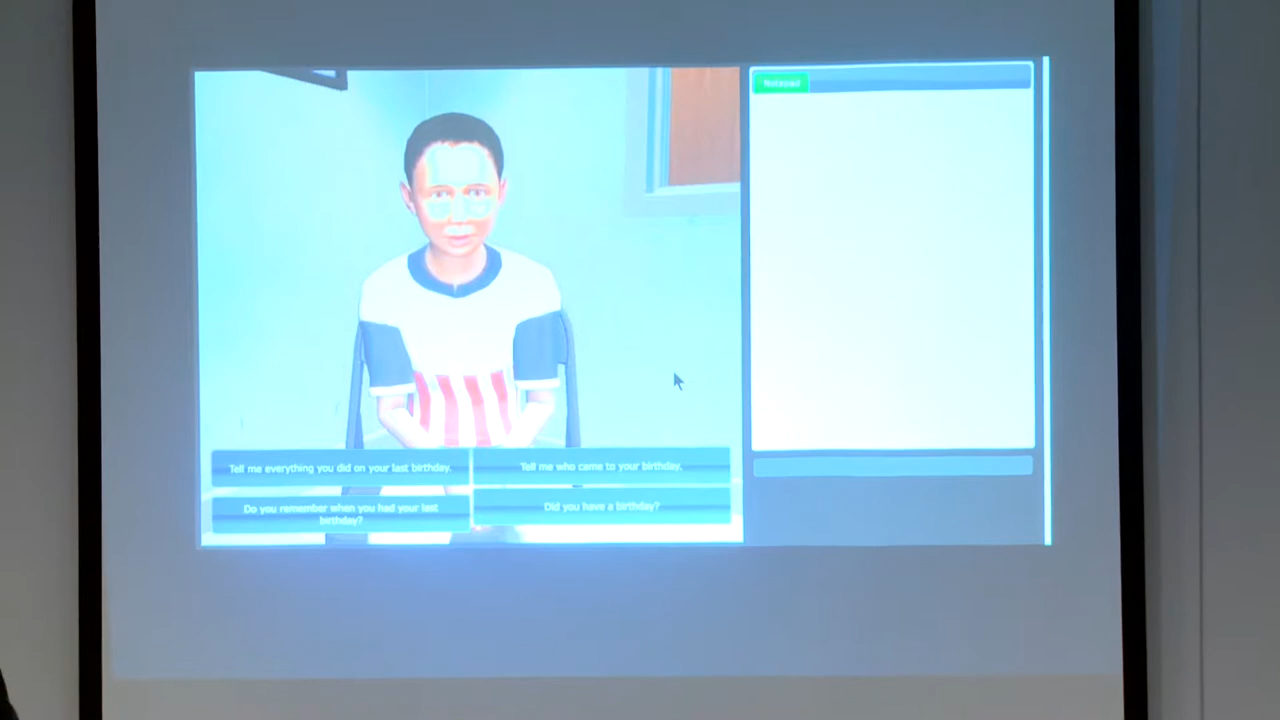 Notepad
Tell me everything you did on your last birthday.
Tell me who came to your birthday.
Do you remember when you had your last
birthday?
Did you have a birthday?